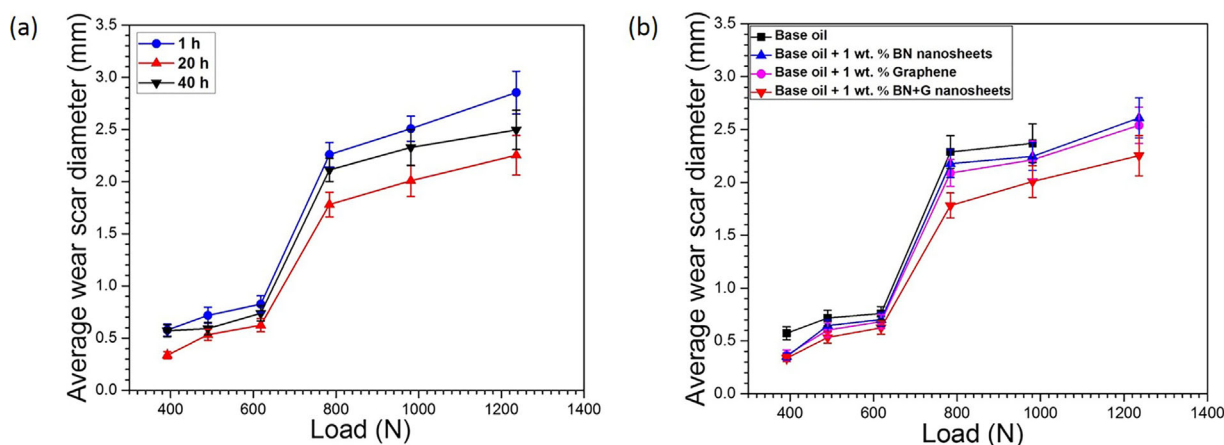 (a)
Average wear scar diameter (mm)
3.5
3.0
2.5
2.0
1.5
1.0
0.5
0.0
1 h
20 h
40 h
400 600 800 1000 1200 1400
Load (N)
(b)
Average wear scar diameter (mm)
3.5
3.0
2.5
2.0
1.5
1.0
0.5
0.0
Base oil
Base oil + 1 wt. % BN nanosheets
Base oil + 1 wt. % Graphene
Base oil + 1 wt. % BN+G nanosheets
400 600 800 1000 1200 1400
Load (N)